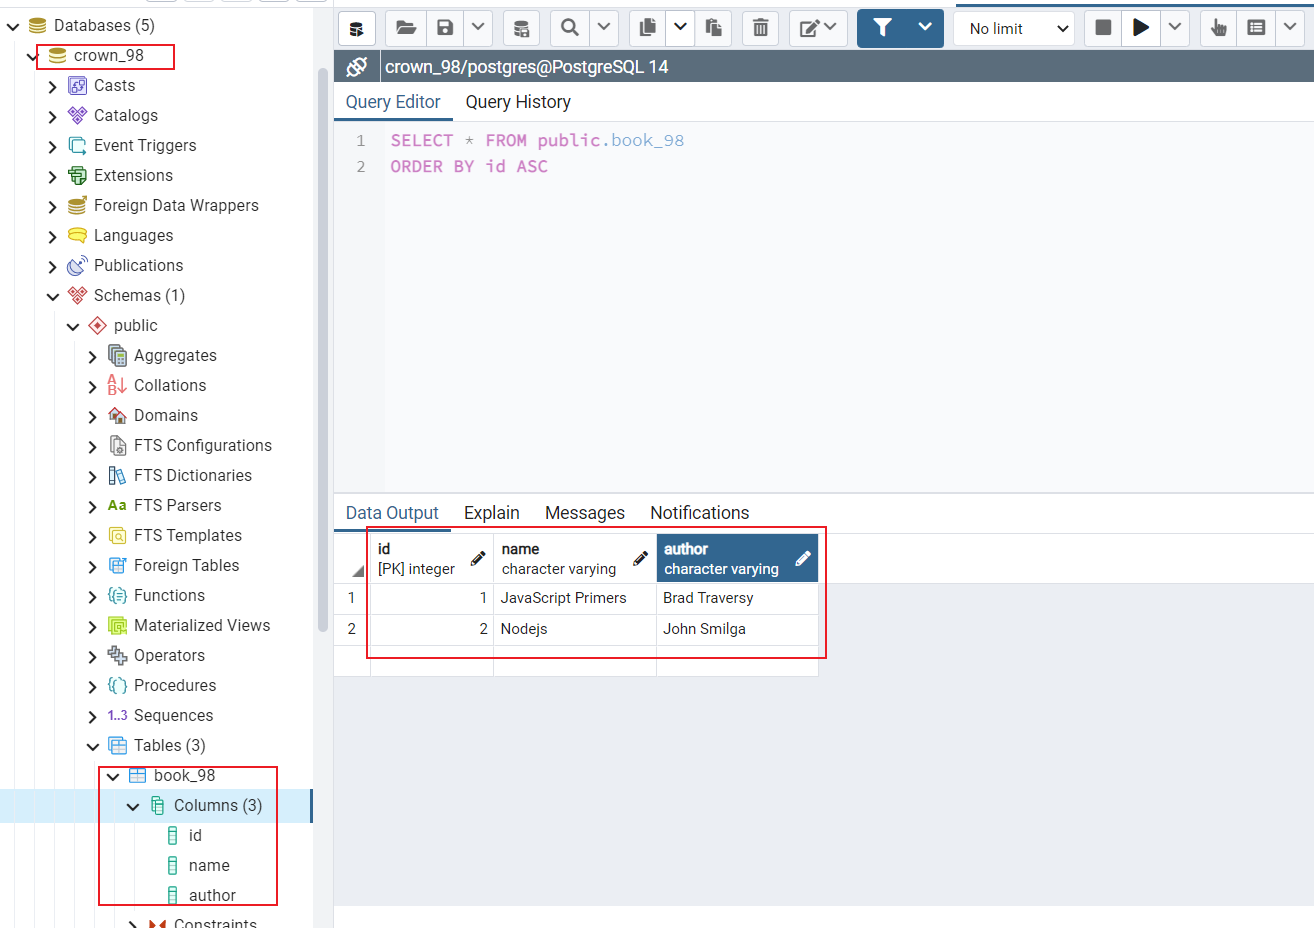 Databases (5)
crown_98
Casts
Catalogs
Event Triggers
Extensions
Foreign Data Wrappers
Languages
Publications
Schemas (1)
public
Aggregates
Collations
Domains
FTS Configurations
FTS Dictionaries
Aa FTS Parsers
FTS Templates
Foreign Tables
Functions
Materialized Views
Operators
Procedures
1..3 Sequences
Tables (3)
book_98
Columns (3)
id
name
author
Constraints
No limit
crown_98/postgres@PostgreSQL 14
Query Editor Query History
1 SELECT * FROM public.book_98
2 ORDER BY id ASC
Data Output Explain Messages Notifications
id name author
[PK] integer character varying character varying
1 1 JavaScript Primers Brad Traversy
2 2 Nodejs John Smilga